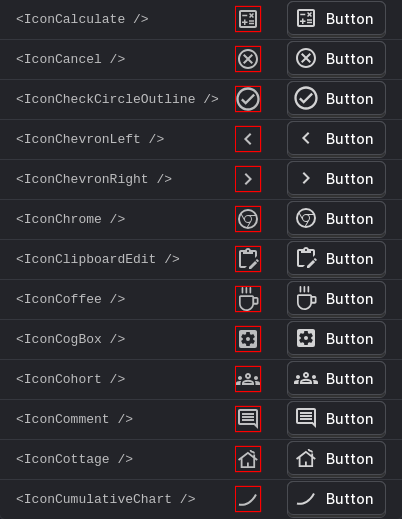 <IconCalculate /> Button
<IconCancel /> Button
<IconCheckCircleOutline /> Button
<IconChevronLeft /> Button
<IconChevronRight /> Button
<IconChrome /> Button
<IconClipboardEdit /> Button
<IconCoffee /> Button
<IconCogBox /> Button
<IconCohort /> Button
<IconComment /> Button
<IconCottage /> Button
<IconCumulativeChart /> Button